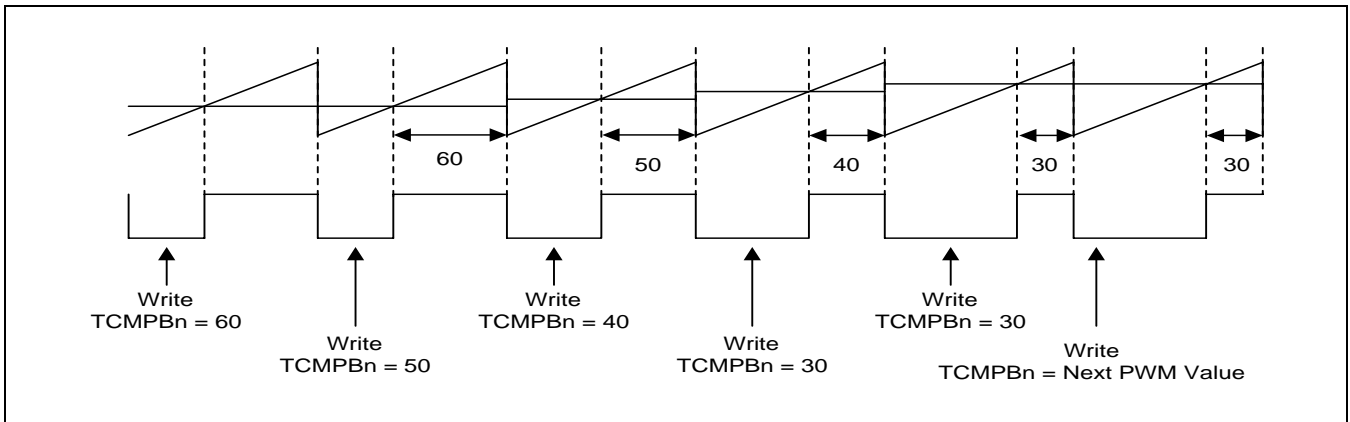 60
50
40
30
30
Write
TCMPBn = 60
Write
TCMPBn = 50
Write
TCMPBn = 40
Write
TCMPBn = 30
Write
TCMPBn = 30
Write
TCMPBn = Next PWM Value